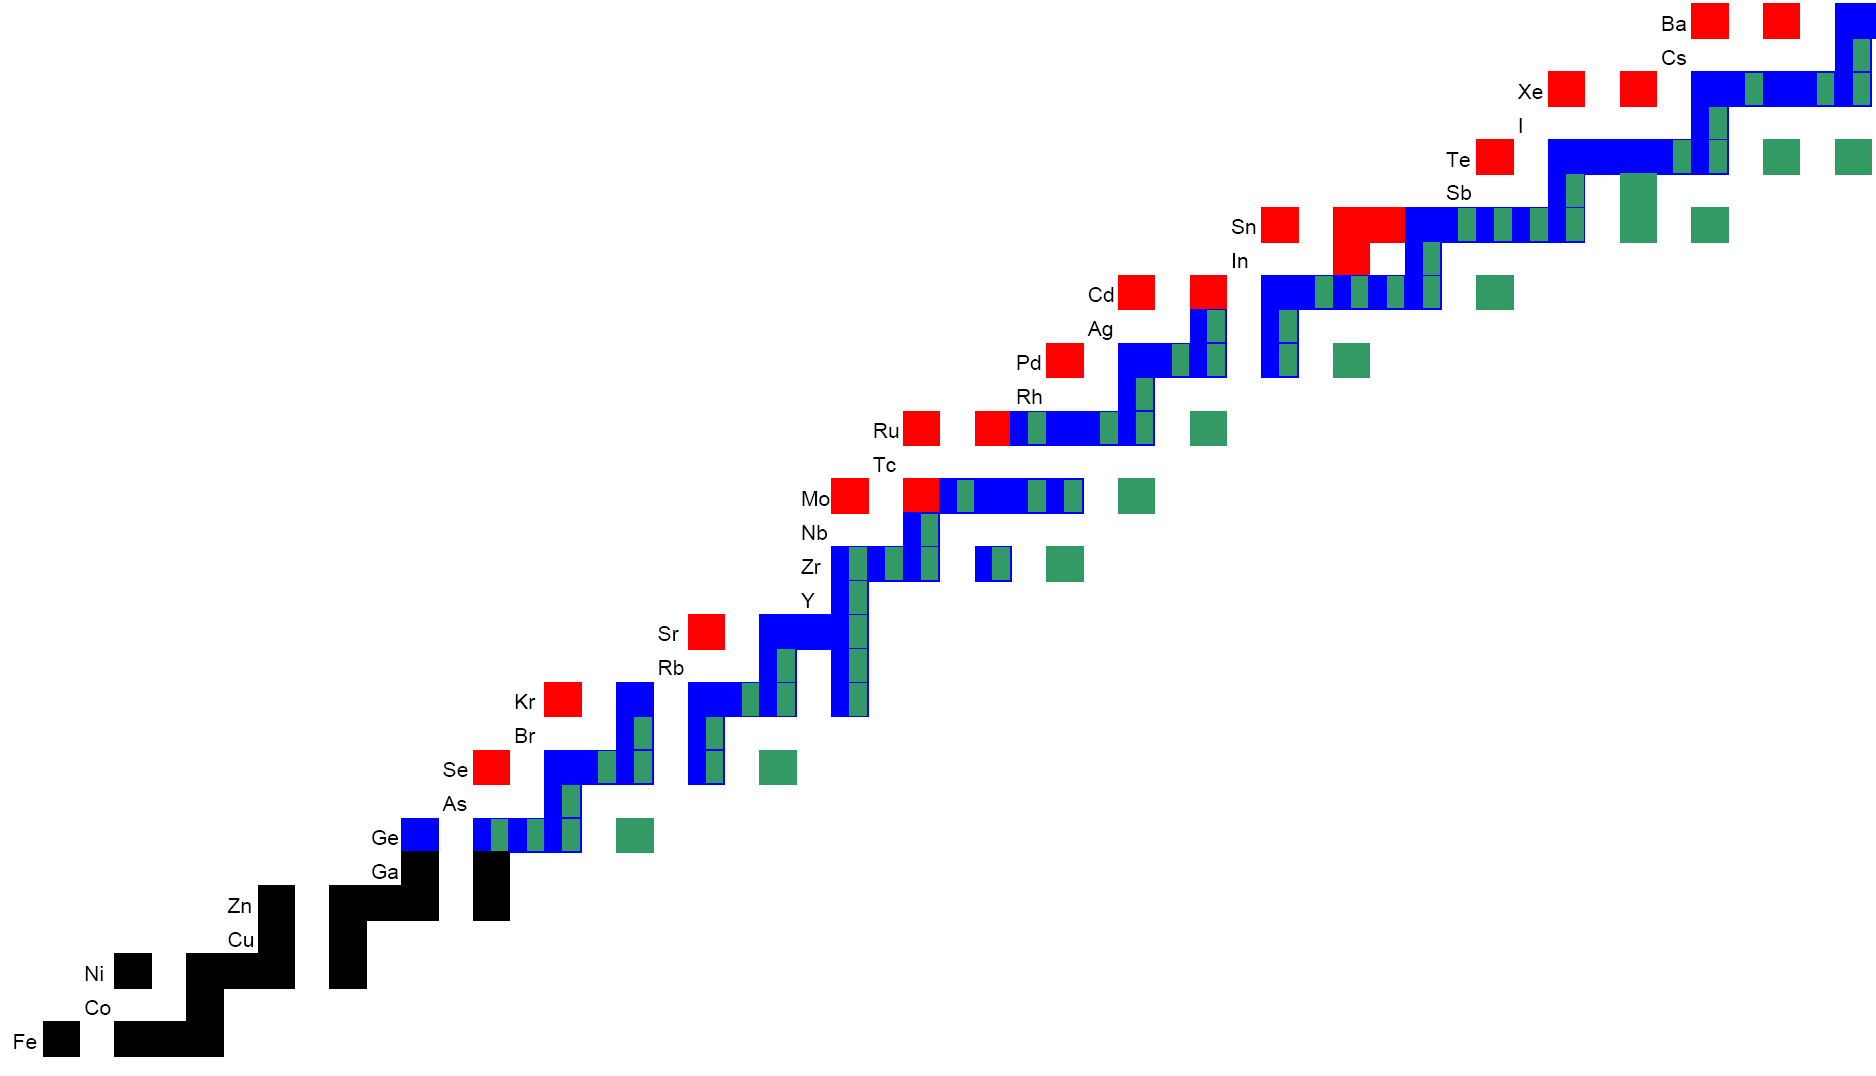 Ba
Cs
Xe
I
Te
Sb
Sn
In
Cd
Ag
Pd
Rh
Ru
Tc
Mo
Nb
Zr
Y
Sr
Rb
Kr
Br
Se
As
Ge
Ga
Zn
Cu
Ni
Co
Fe